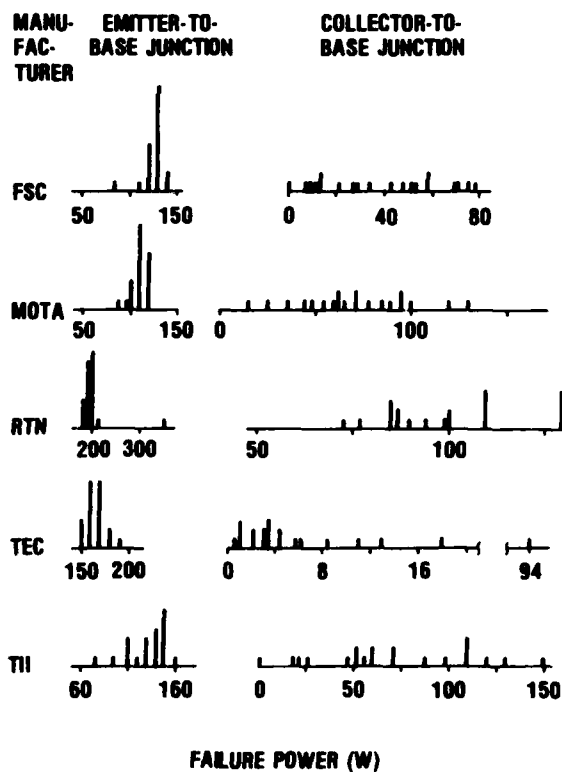 MANU-
FAC-
TURER
EMITTER-TO-
BASE JUNCTION
COLLECTOR-TO-
BASE JUNCTION
FSC
50 150
0 40 80
MOTA
50 150
0 100
RTN
200 300
50 100
TEC
150 200
0 8 16 94
TII
60 160
0 50 100 150
FAILURE POWER (W)